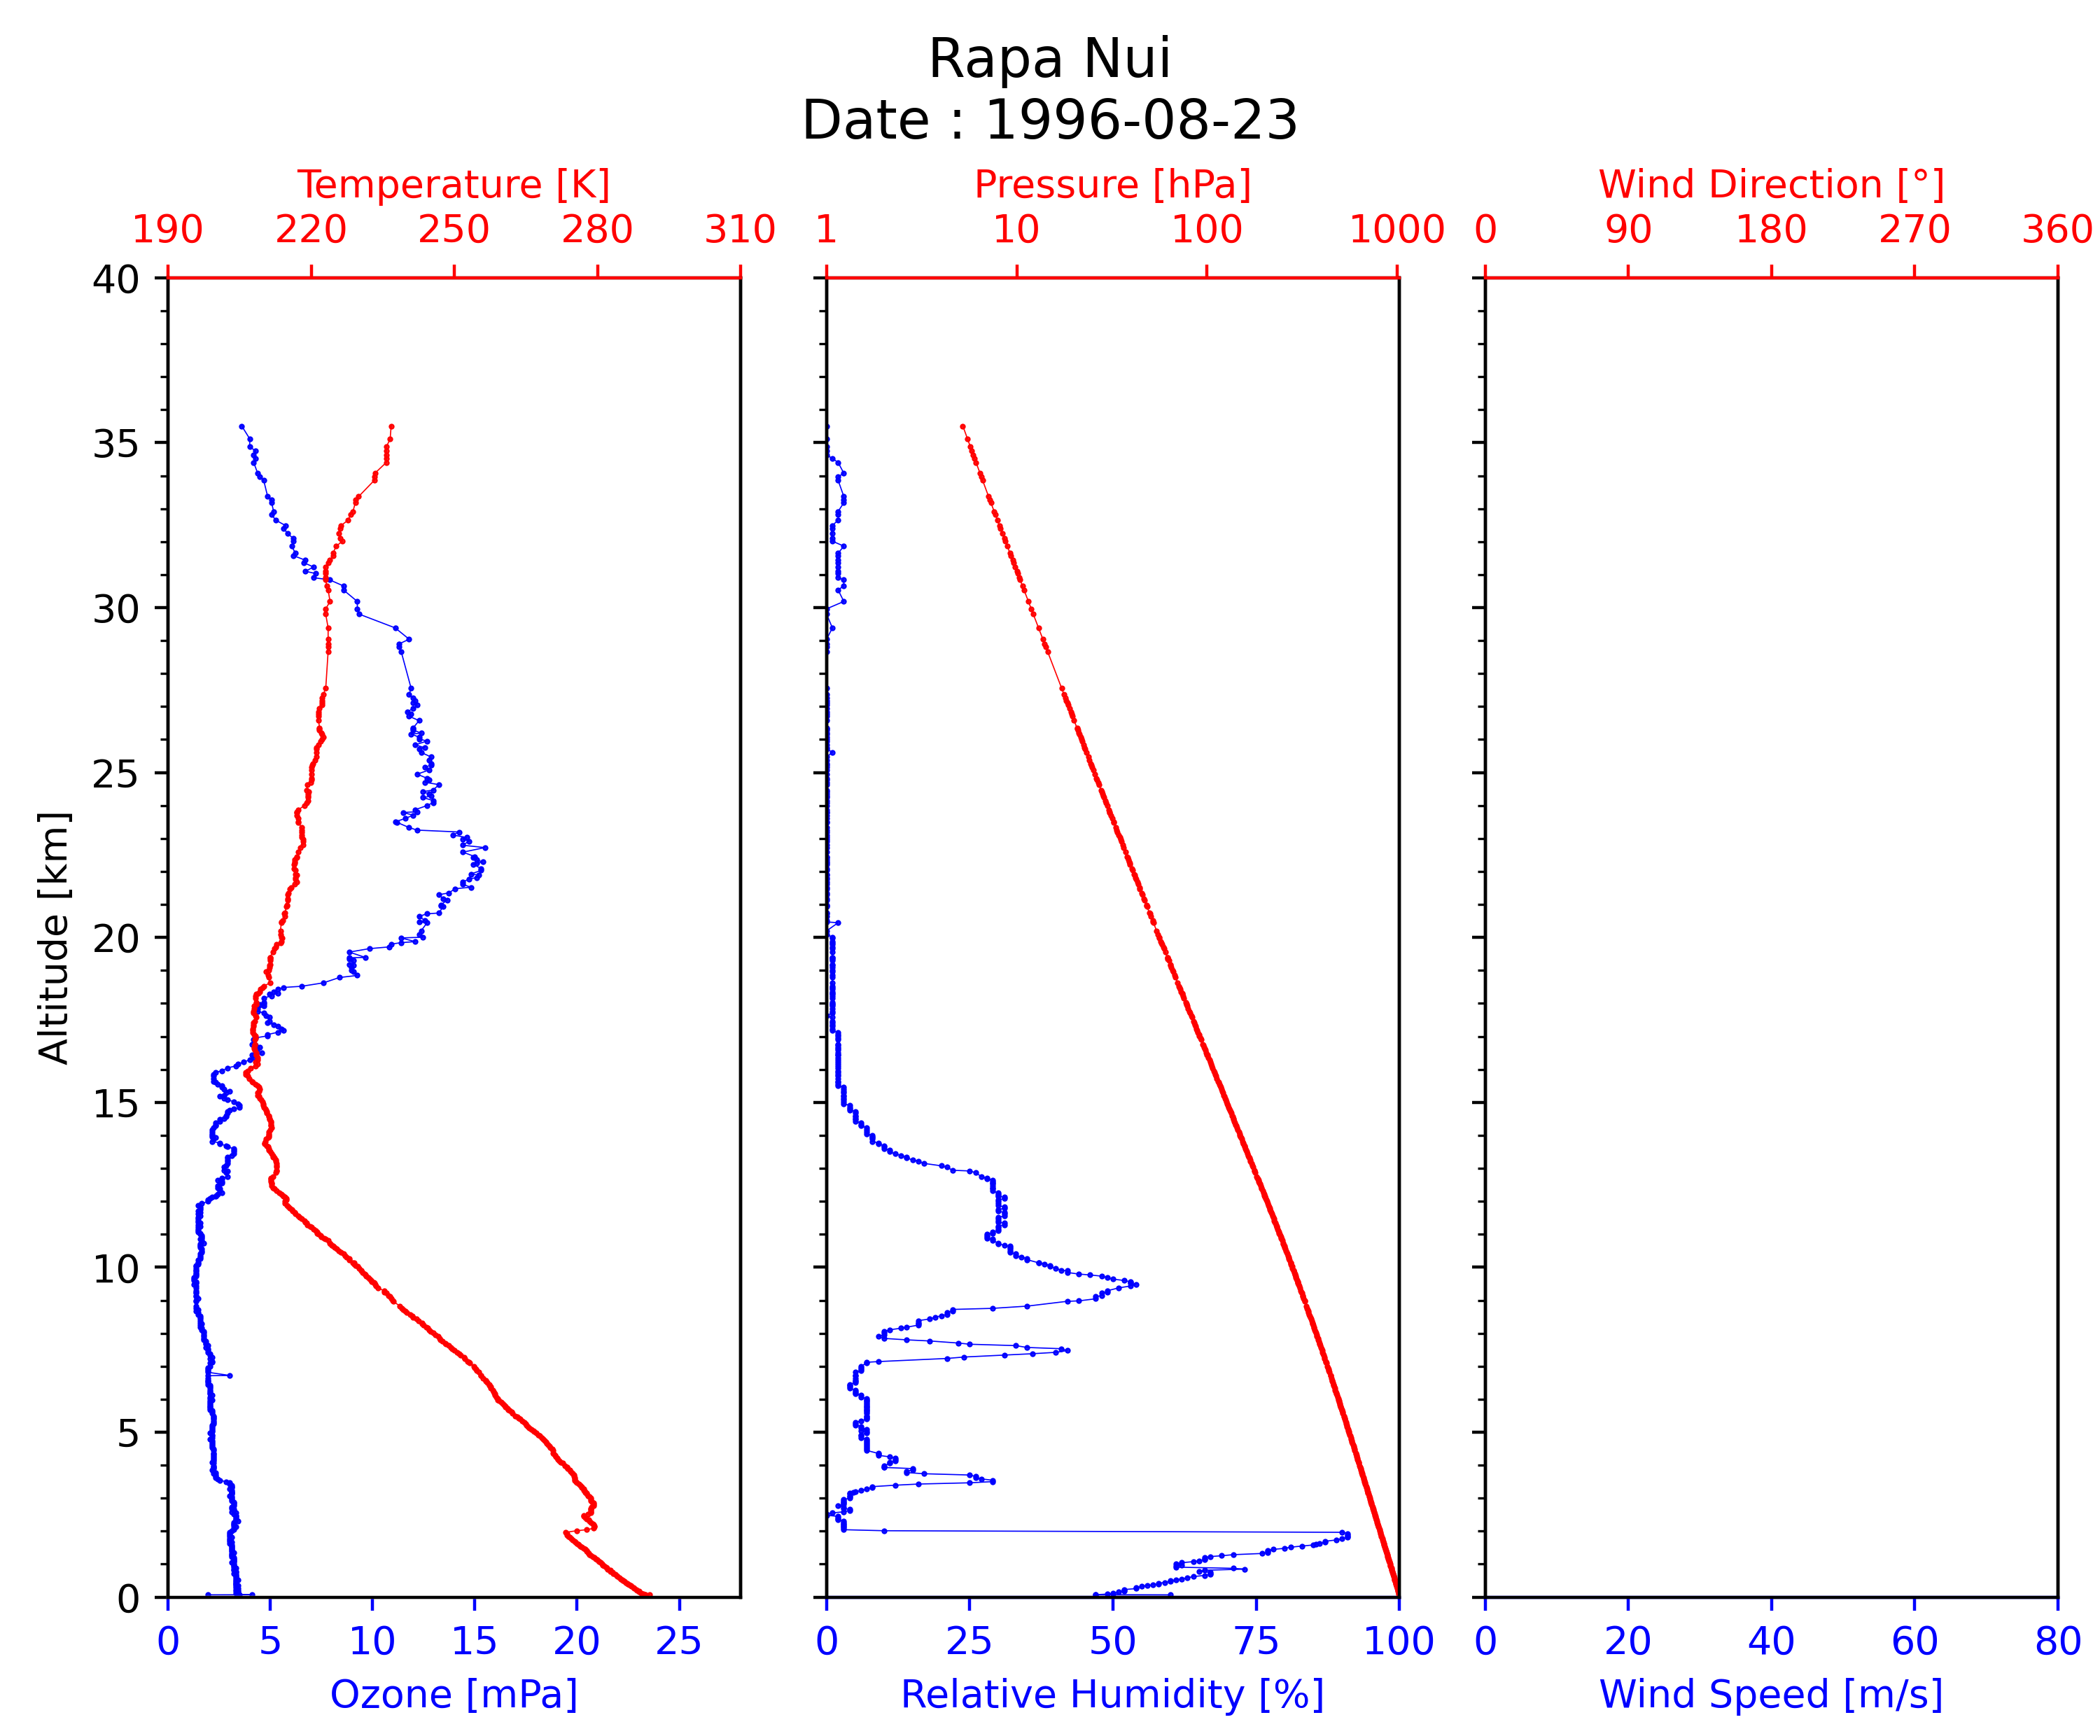 Rapa Nui
Date : 1996-08-23
Temperature [K]
190 220 250 280 310
Pressure [hPa]
1 10 100 1000
Wind Direction [°]
0 90 180 270 360
Altitude [km]
40
35
30
25
20
15
10
5
0
0 5 10 15 20 25
Ozone [mPa]
0 25 50 75 100
Relative Humidity [%]
0 20 40 60 80
Wind Speed [m/s]